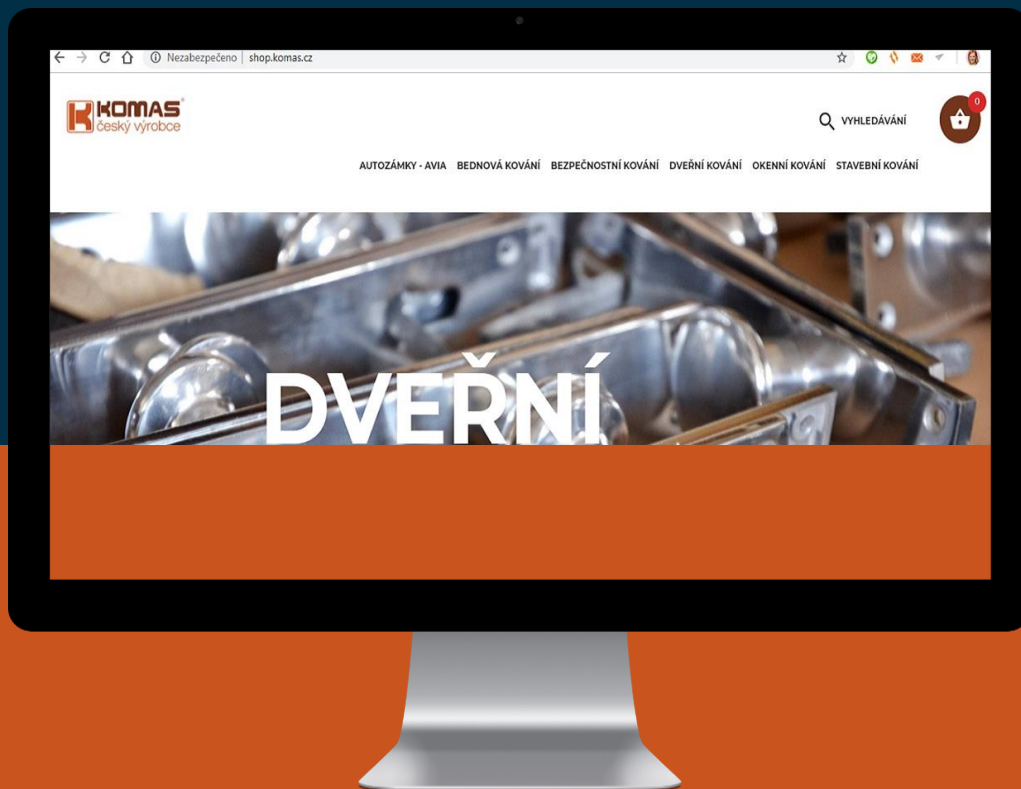 Nezabezpečeno shop.komas.cz
KOMAS®
český výrobce
VYHLEDÁVÁNÍ
0
AUTOZÁMKY - AVIA BEDNOVÁ KOVÁNÍ BEZPEČNOSTNÍ KOVÁNÍ DVEŘNÍ KOVÁNÍ OKENNÍ KOVÁNÍ STAVEBNÍ KOVÁNÍ
DVEŘNÍ